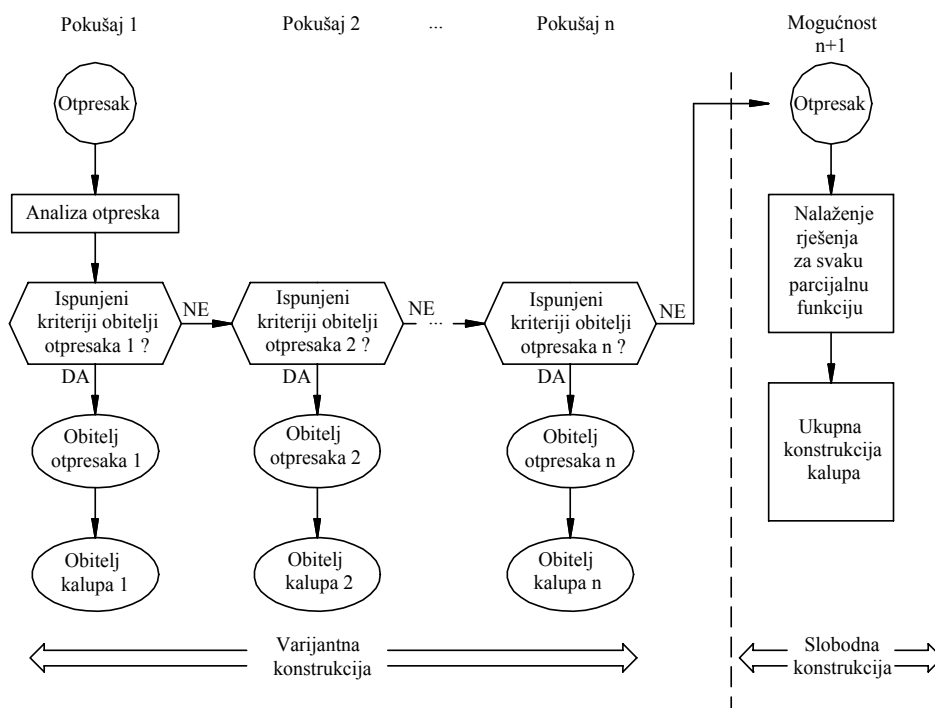 Pokušaj 1
Pokušaj 2
...
Pokušaj n
Mogućnost
n+1
Otpresak
Otpresak
Analiza otpreska
Nalaženje
rješenja
za svaku
parcijalnu
funkciju
Ispunjeni
kriteriji obitelji
otpresaka 1 ?
NE
Ispunjeni
kriteriji obitelji
otpresaka 2 ?
NE
...
Ispunjeni
kriteriji obitelji
otpresaka n ?
NE
DA
DA
DA
Obitelj
otpresaka 1
Obitelj
otpresaka 2
Obitelj
otpresaka n
Ukupna
konstrukcija
kalupa
Obitelj
kalupa 1
Obitelj
kalupa 2
Obitelj
kalupa n
Varijantna
konstrukcija
Slobodna
konstrukcija